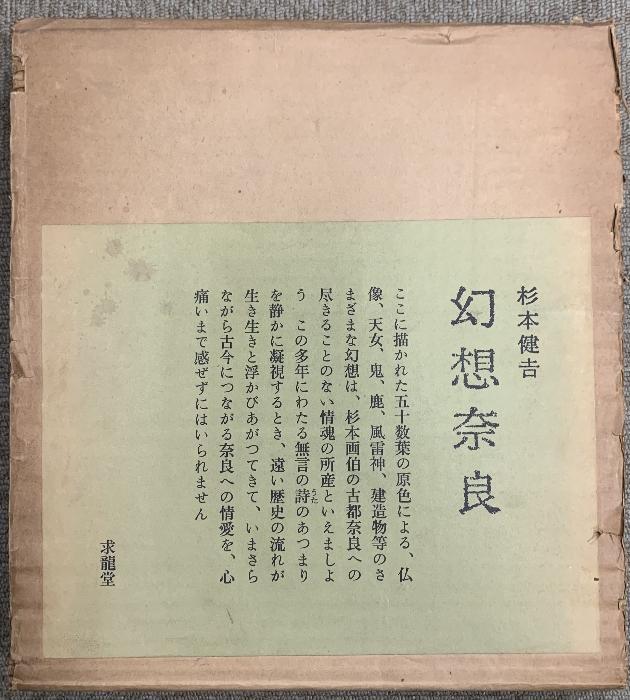 杉本健吉
幻想奈良
ここに描かれた五十数葉の原色による、仏
像、天女、鬼、鹿、風雷神、建造物等のさ
まざまな幻想は、杉本画伯の古都奈良への
尽きることのない情魂の所産といえましよ
う　この多年にわたる無言の詩のあつまり
うた
を静かに凝視するとき、遠い歴史の流れが
生き生きと浮かびあがつてきて、いまさら
ながら古今につながる奈良への情愛を、心
痛いまで感ぜずにはいられません
求龍堂